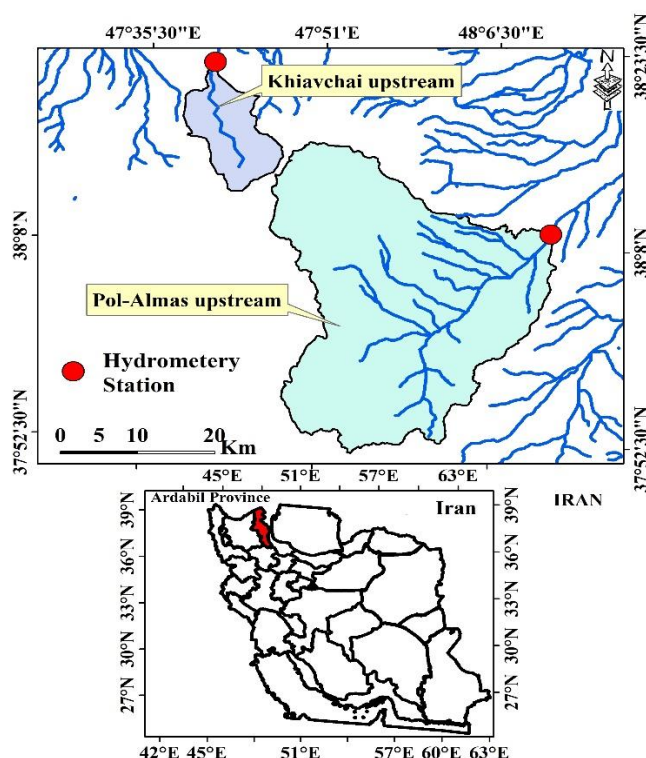 47°35'30"E
47°51'E
48°6'30"E
38°23'30"N
N
Khiavchai upstream
38°8'N
38°8'N
Pol-Almas upstream
Hydrometery
Station
0 5 10 20
Km
37°52'30"N
37°52'30"N
45°E 51°E 57°E 63°E
Ardabil Province
Iran
IRAN
39°N
39°N
36°N
36°N
33°N
33°N
30°N
30°N
27°N
27°N
42°E 45°E 51°E 57°E 60°E 63°E